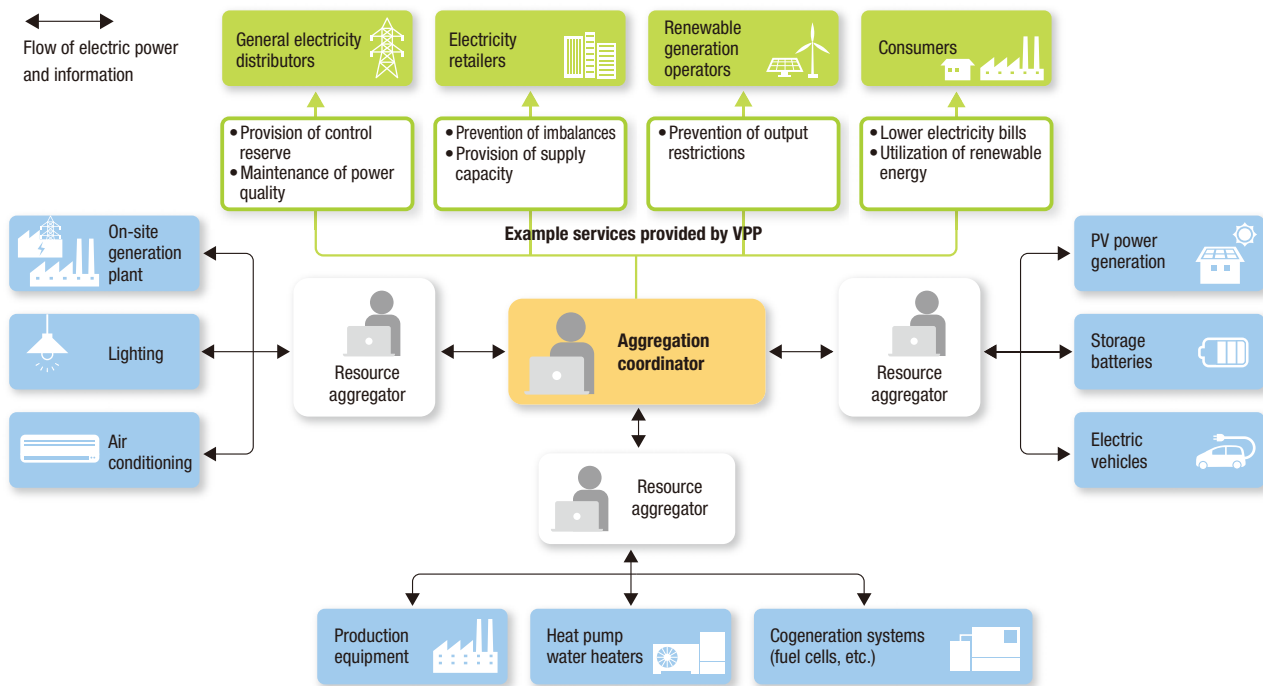 Flow of electric power
and information
General electricity
distributors
Electricity
retailers
Renewable
generation
operators
Consumers
• Provision of control
reserve
• Maintenance of power
quality
• Prevention of imbalances
• Provision of supply
capacity
• Prevention of output
restrictions
• Lower electricity bills
• Utilization of renewable
energy
Example services provided by VPP
On-site
generation
plant
Lighting
Air
conditioning
Resource
aggregator
Aggregation
coordinator
Resource
aggregator
PV power
generation
Storage
batteries
Electric
vehicles
Resource
aggregator
Production
equipment
Heat pump
water heaters
Cogeneration systems
(fuel cells, etc.)